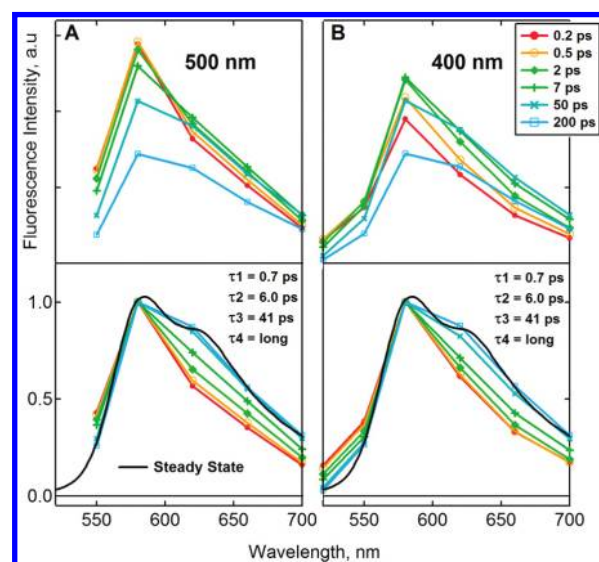 A
500 nm
B
400 nm
0.2 ps
0.5 ps
2 ps
7 ps
50 ps
200 ps
Fluorescence Intensity, a.u
τ1 = 0.7 ps
τ2 = 6.0 ps
τ3 = 41 ps
τ4 = long
τ1 = 0.7 ps
τ2 = 6.0 ps
τ3 = 41 ps
τ4 = long
1.0
0.5
0.0
Steady State
550 600 650 700 550 600 650 700
Wavelength, nm
Wavelength, nm